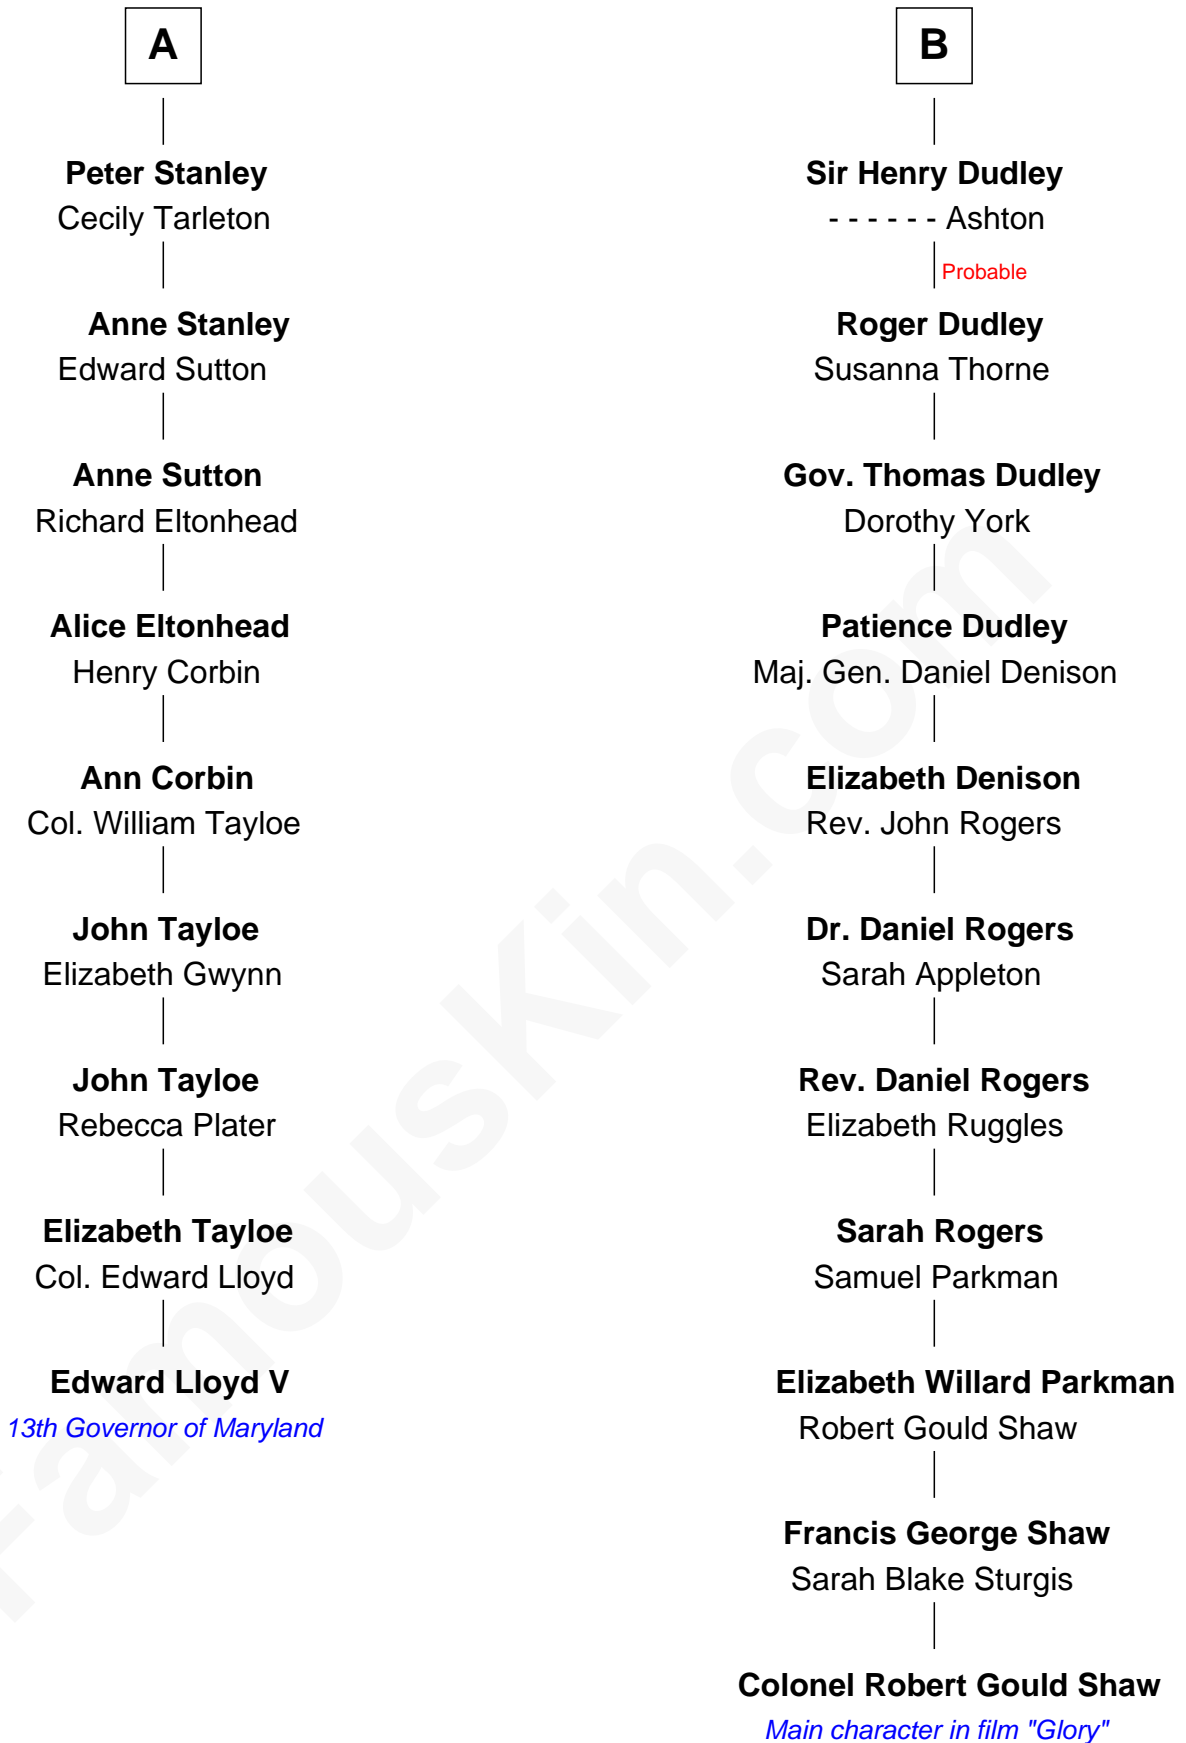 A
Peter Stanley
Cecily Tarleton
Anne Stanley
Edward Sutton
Anne Sutton
Richard Eltonhead
Alice Eltonhead
Henry Corbin
Ann Corbin
Col. William Tayloe
John Tayloe
Elizabeth Gwynn
John Tayloe
Rebecca Plater
Elizabeth Tayloe
Col. Edward Lloyd
Edward Lloyd V
13th Governor of Maryland
B
Sir Henry Dudley
- - - - - - Ashton
Probable
Roger Dudley
Susanna Thorne
Gov. Thomas Dudley
Dorothy York
Patience Dudley
Maj. Gen. Daniel Denison
Elizabeth Denison
Rev. John Rogers
Dr. Daniel Rogers
Sarah Appleton
Rev. Daniel Rogers
Elizabeth Ruggles
Sarah Rogers
Samuel Parkman
Elizabeth Willard Parkman
Robert Gould Shaw
Francis George Shaw
Sarah Blake Sturgis
Colonel Robert Gould Shaw
Main character in film "Glory"
FamousKin.com